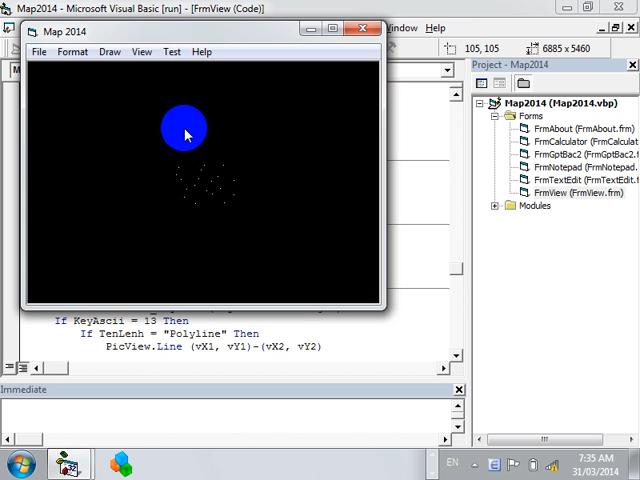 Map2014 - Microsoft Visual Basic [run] - [FrmView (Code)]
Window Help
105, 105
6885 x 5460
Map 2014
File Format Draw View Test Help
Project - Map2014
Map2014 (Map2014.vbp)
Forms
FrmAbout (FrmAbout.frm)
FrmCalculator (FrmCalculat
FrmGptBac2 (FrmGptBac2.f
FrmNotepad (FrmNotepad.
FrmTextEdit (FrmTextEdit.
FrmView (FrmView.frm)
Modules
If KeyAscii = 13 Then
If TenLenh = "Polyline" Then
PicView.Line (vX1, vY1)-(vX2, vY2)
Immediate
EN
7:35 AM
31/03/2014